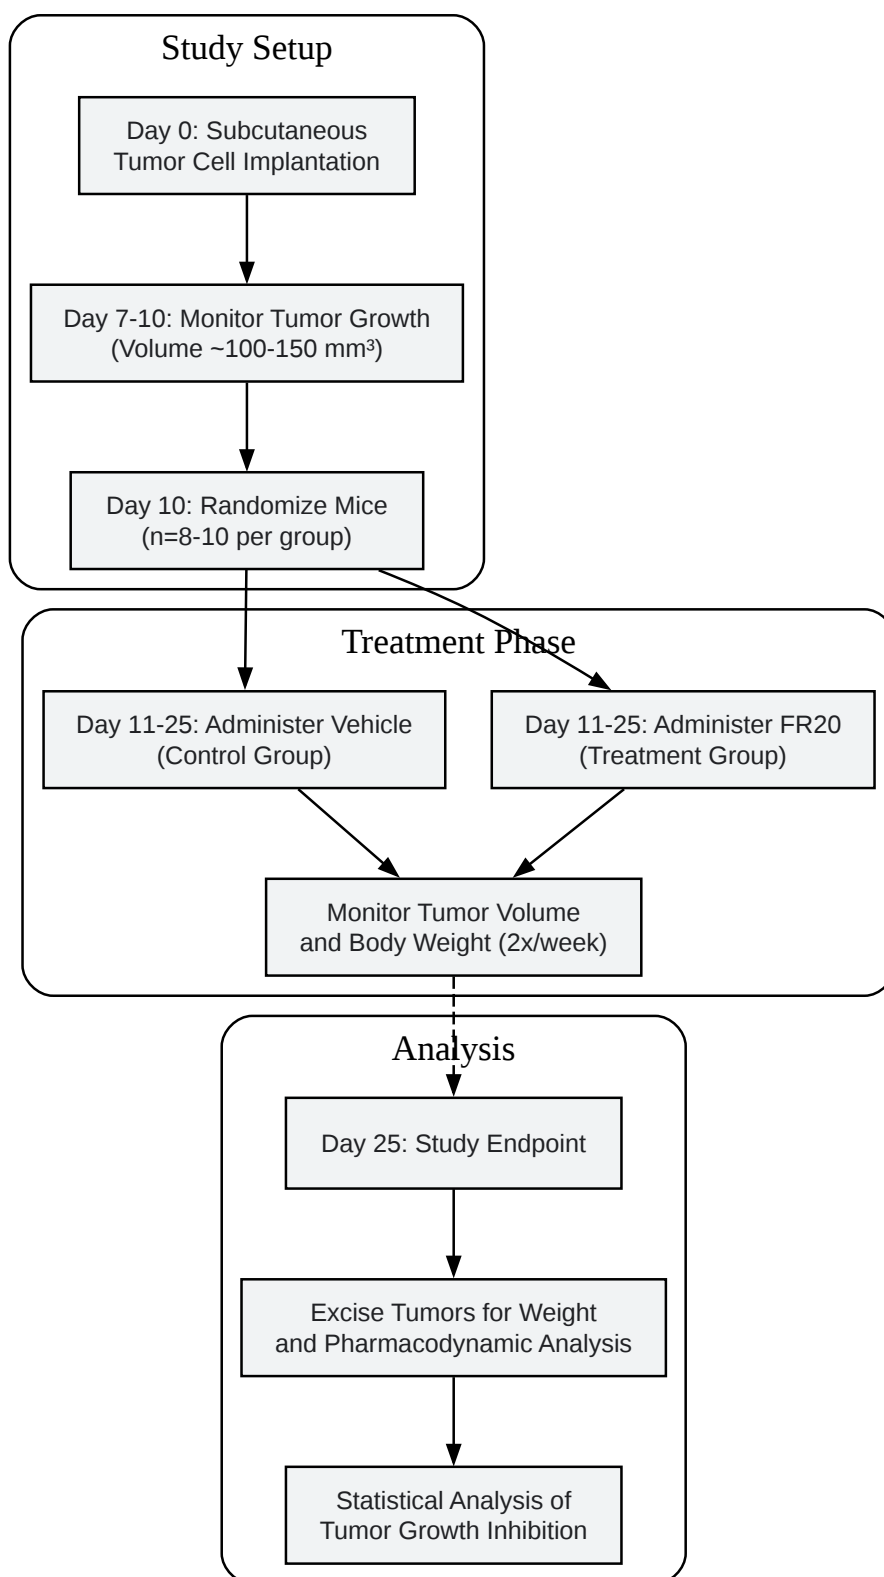 Study Setup
Day 0: Subcutaneous
Tumor Cell Implantation
Day 7-10: Monitor Tumor Growth
(Volume ~100-150 mm³)
Day 10: Randomize Mice
(n=8-10 per group)
Treatment Phase
Day 11-25: Administer Vehicle
(Control Group)
Day 11-25: Administer FR20
(Treatment Group)
Monitor Tumor Volume
and Body Weight (2x/week)
Analysis
Day 25: Study Endpoint
Excise Tumors for Weight
and Pharmacodynamic Analysis
Statistical Analysis of
Tumor Growth Inhibition